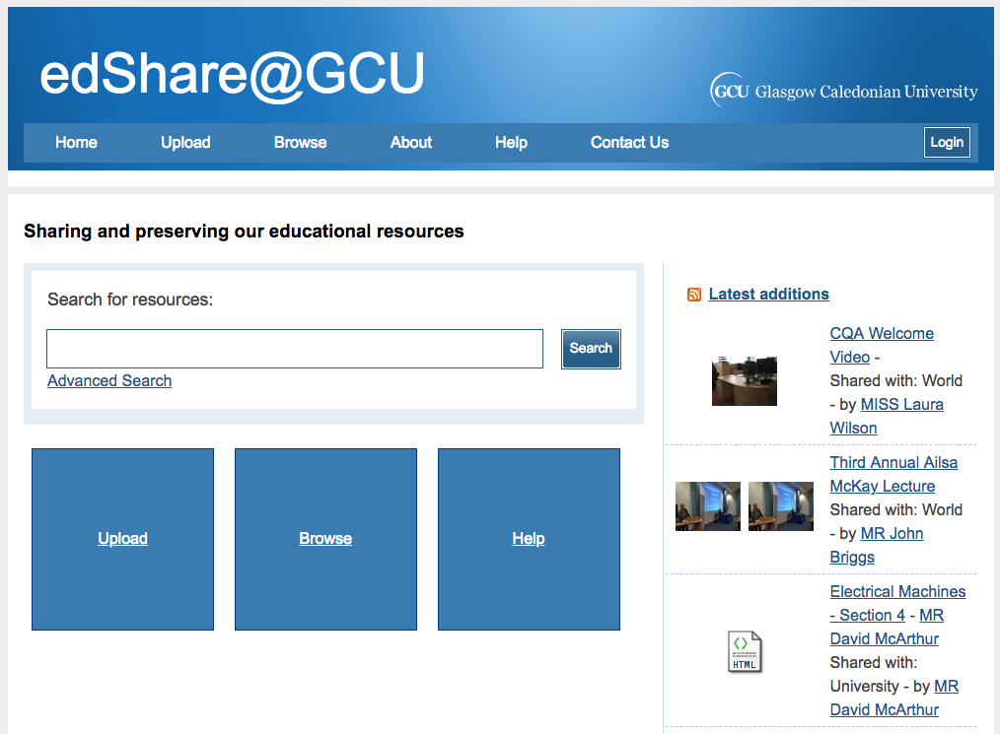 edShare@GCU
GCU Glasgow Caledonian University
Home Upload Browse About Help Contact Us Login
Sharing and preserving our educational resources
Search for resources:
Search
Advanced Search
Upload Browse Help
Latest additions
CQA Welcome
Video -
Shared with: World
- by MISS Laura
Wilson
Third Annual Ailsa
McKay Lecture
Shared with: World
- by MR John
Briggs
HTML
Electrical Machines
- Section 4 - MR
David McArthur
Shared with:
University - by MR
David McArthur